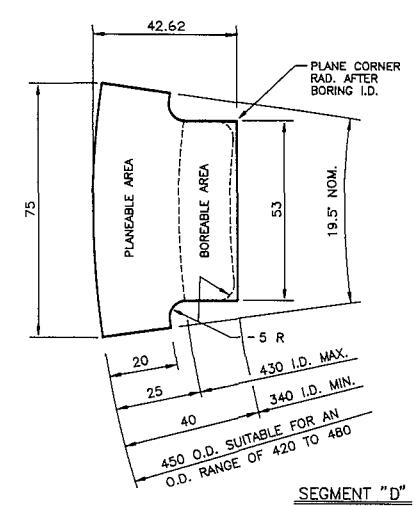 42.62
PLANE CORNER
RAD. AFTER
BORING I.D.
75
PLANEABLE AREA
BOREABLE AREA
53
19.5° NOM.
5 R
20
430 I.D. MAX.
25
340 I.D. MIN.
40
450 O.D. SUITABLE FOR AN
O.D. RANGE OF 420 TO 480
SEGMENT "D"